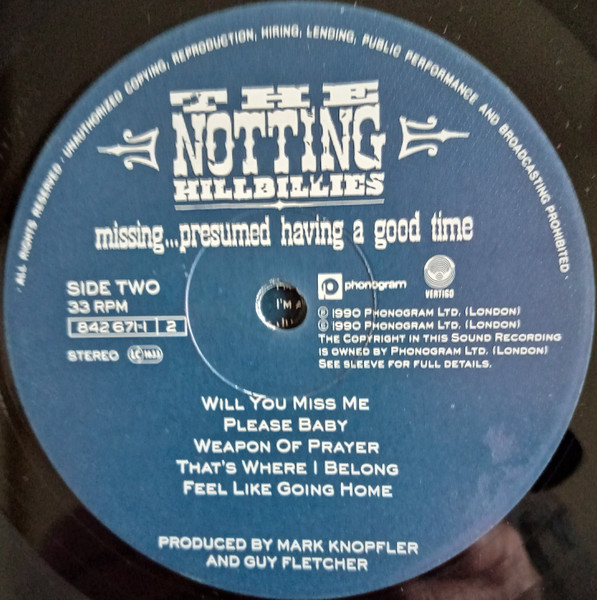 ALL RIGHTS RESERVED · UNAUTHORIZED COPYING, REPRODUCTION, HIRING, LENDING, PUBLIC PERFORMANCE AND BROADCASTING PROHIBITED ·
THE
NOTTING
HILLBILLIES
missing...presumed having a good time
SIDE TWO
33 RPM
842 671-1 2
STEREO LC
phonogram
VERTIGO
I'm a
℗ 1990 Phonogram Ltd. (London)
© 1990 Phonogram Ltd. (London)
The Copyright in this Sound Recording
is owned by Phonogram Ltd. (London)
See sleeve for full details.
Will You Miss Me
Please Baby
Weapon Of Prayer
That's Where I Belong
Feel Like Going Home
Produced by Mark Knopfler
and Guy Fletcher